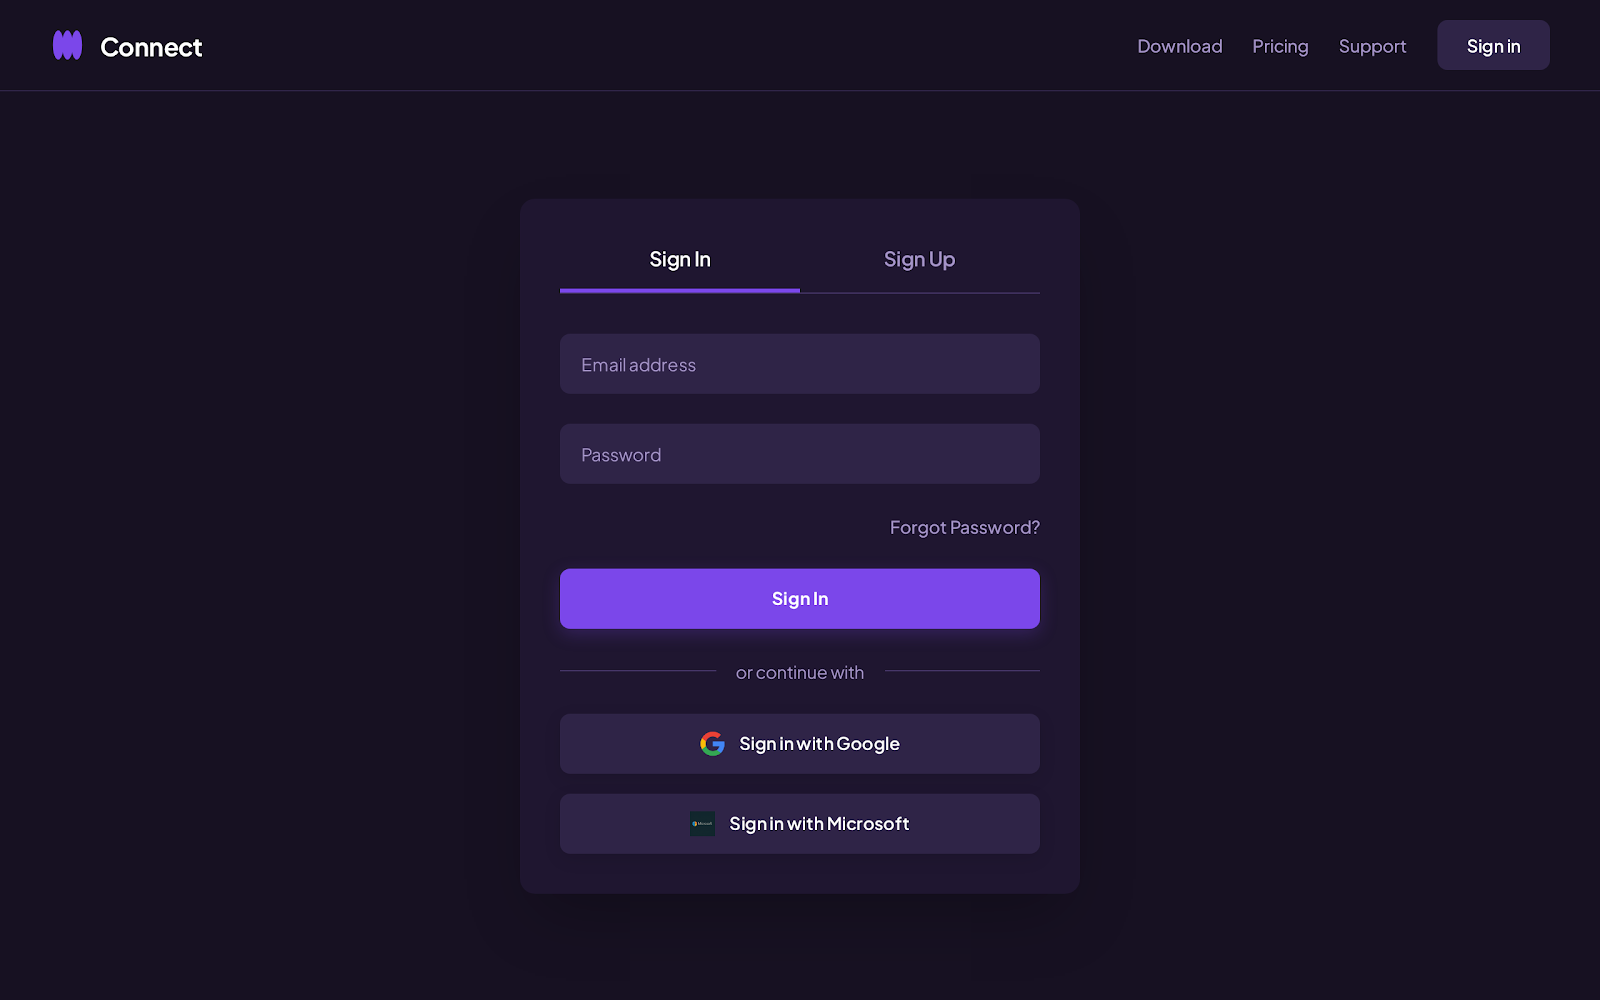 Connect
Download
Pricing
Support
Sign in
Sign In
Sign Up
Email address
Password
Forgot Password?
Sign In
or continue with
Sign in with Google
Sign in with Microsoft